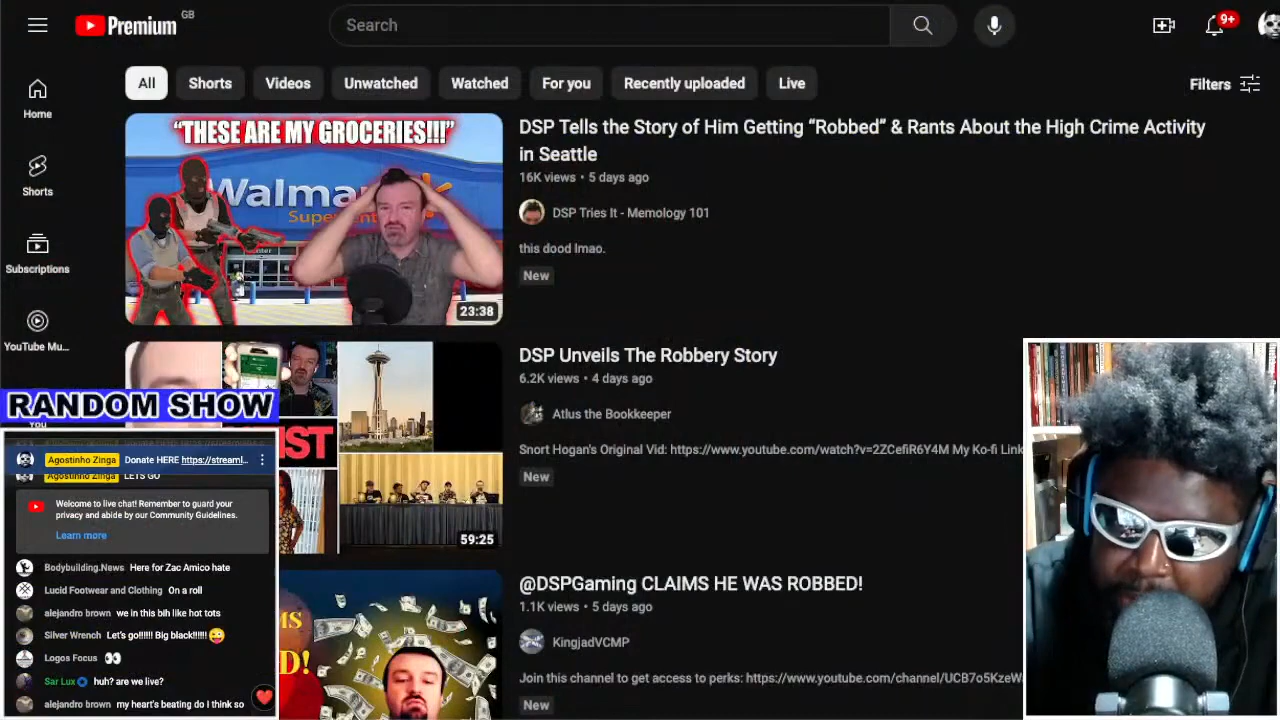 Premium GB
Search
9+
All
Shorts
Videos
Unwatched
Watched
For you
Recently uploaded
Live
Filters
Home
Shorts
Subscriptions
YouTube Mu...
You
"THESE ARE MY GROCERIES!!!"
Walma
Supercent
23:38
DSP Tells the Story of Him Getting “Robbed” & Rants About the High Crime Activity
in Seattle
16K views • 5 days ago
DSP Tries It - Memology 101
this dood lmao.
New
IST
59:25
DSP Unveils The Robbery Story
6.2K views • 4 days ago
Atlus the Bookkeeper
Snort Hogan's Original Vid: https://www.youtube.com/watch?v=2ZCefiR6Y4M My Ko-fi Link
New
MS
D!
@DSPGaming CLAIMS HE WAS ROBBED!
1.1K views • 5 days ago
KingjadVCMP
Join this channel to get access to perks: https://www.youtube.com/channel/UCB7o5KzeWA
New
RANDOM SHOW
Agostinho Zinga Donate HERE https://streaml...
Agostinho Zinga LETS GO
Welcome to live chat! Remember to guard your
privacy and abide by our Community Guidelines.
Learn more
Bodybuilding.News Here for Zac Amico hate
Lucid Footwear and Clothing On a roll
alejandro brown we in this bih like hot tots
Silver Wrench Let's go!!!!!! Big black!!!!!! 😜
Logos Focus 👀
Sar Lux huh? are we live?
alejandro brown my heart's beating do I think so